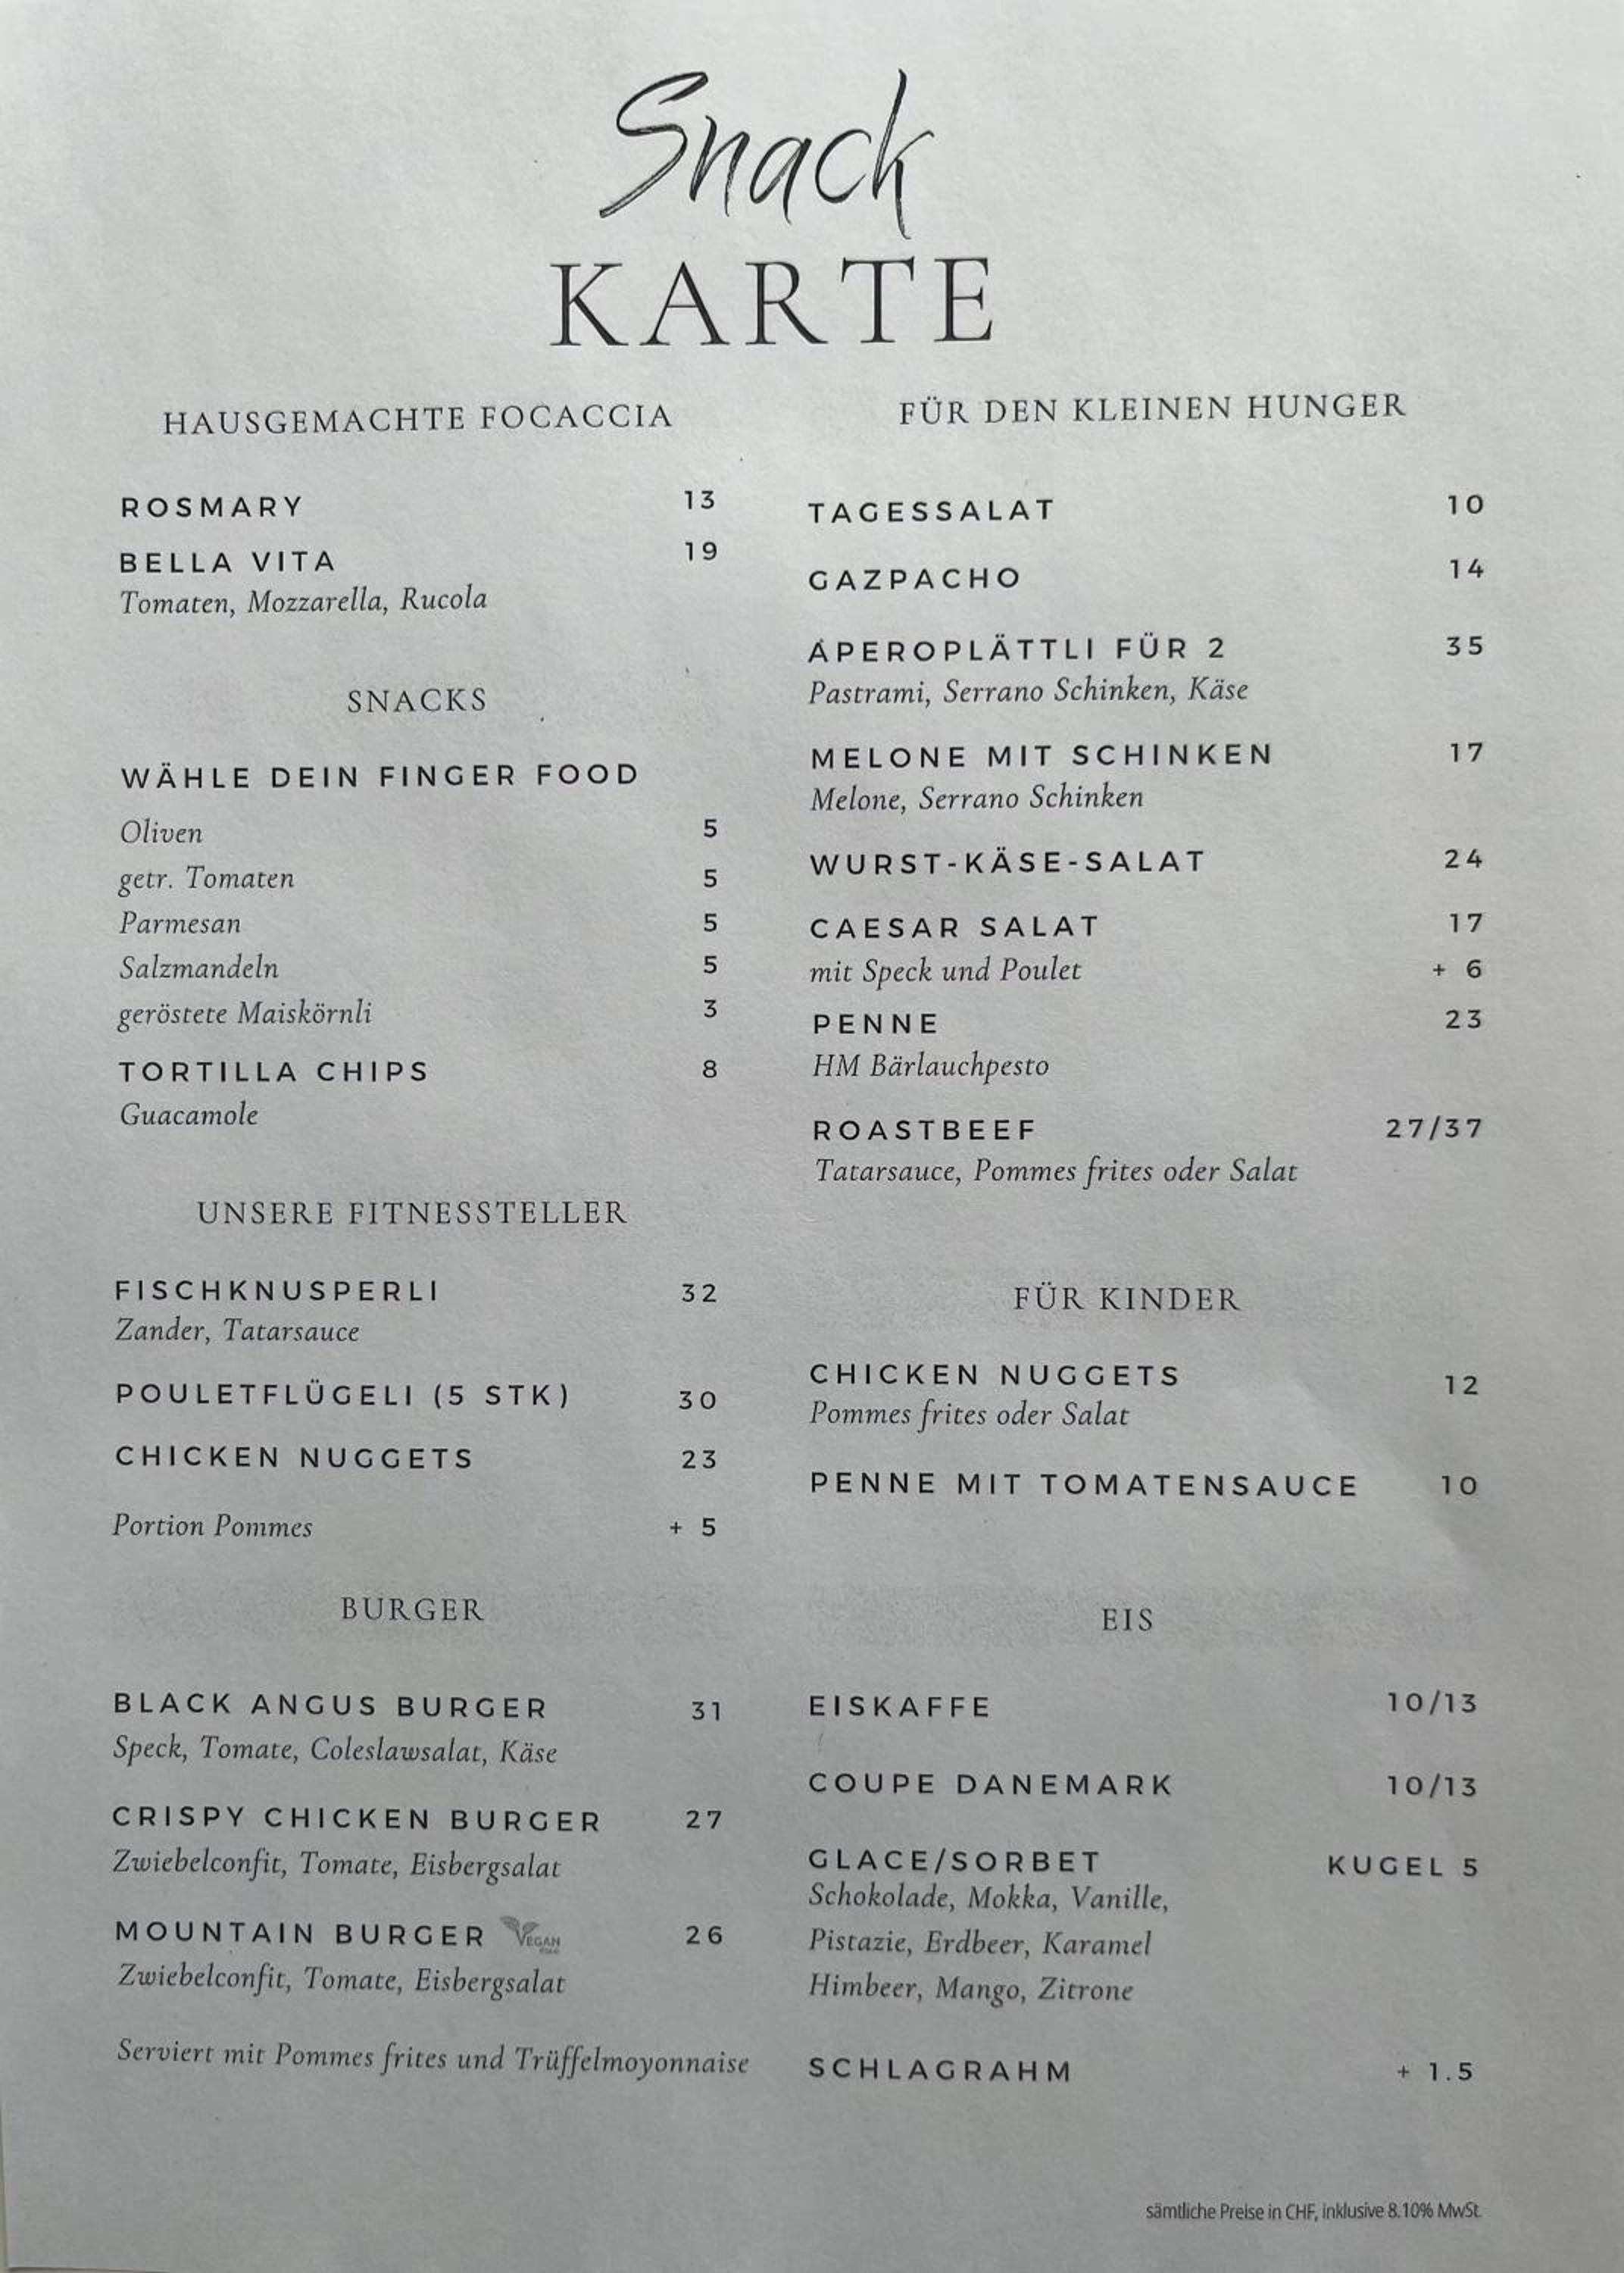 Snack
KARTE
HAUSGEMACHTE FOCACCIA
ROSMARY 13
BELLA VITA 19
Tomaten, Mozzarella, Rucola
SNACKS
WÄHLE DEIN FINGER FOOD
Oliven 5
getr. Tomaten 5
Parmesan 5
Salzmandeln 5
geröstete Maiskörnli 3
TORTILLA CHIPS 8
Guacamole
UNSERE FITNESSTELLER
FISCHKNUSPERLI 32
Zander, Tatarsauce
POULETFLÜGELI (5 STK) 30
CHICKEN NUGGETS 23
Portion Pommes + 5
BURGER
BLACK ANGUS BURGER 31
Speck, Tomate, Coleslawsalat, Käse
CRISPY CHICKEN BURGER 27
Zwiebelconfit, Tomate, Eisbergsalat
MOUNTAIN BURGER VEGAN 26
Zwiebelconfit, Tomate, Eisbergsalat
Serviert mit Pommes frites und Trüffelmoyonnaise
FÜR DEN KLEINEN HUNGER
TAGESSALAT 10
GAZPACHO 14
APEROPLÄTTLI FÜR 2 35
Pastrami, Serrano Schinken, Käse
MELONE MIT SCHINKEN 17
Melone, Serrano Schinken
WURST-KÄSE-SALAT 24
CAESAR SALAT 17
mit Speck und Poulet + 6
PENNE 23
HM Bärlauchpesto
ROASTBEEF 27/37
Tatarsauce, Pommes frites oder Salat
FÜR KINDER
CHICKEN NUGGETS 12
Pommes frites oder Salat
PENNE MIT TOMATENSAUCE 10
EIS
EISKAFFE 10/13
COUPE DANEMARK 10/13
GLACE/SORBET KUGEL 5
Schokolade, Mokka, Vanille,
Pistazie, Erdbeer, Karamel
Himbeer, Mango, Zitrone
SCHLAGRAHM + 1.5
sämtliche Preise in CHF, inklusive 8.10% MwSt.